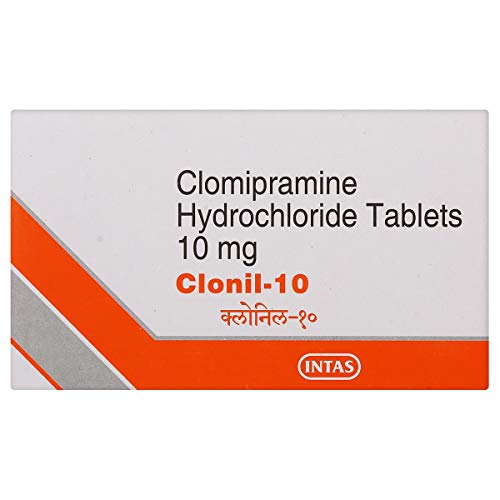 Clomipramine
Hydrochloride Tablets
10 mg
Clonil-10
क्लोनिल-१०
INTAS